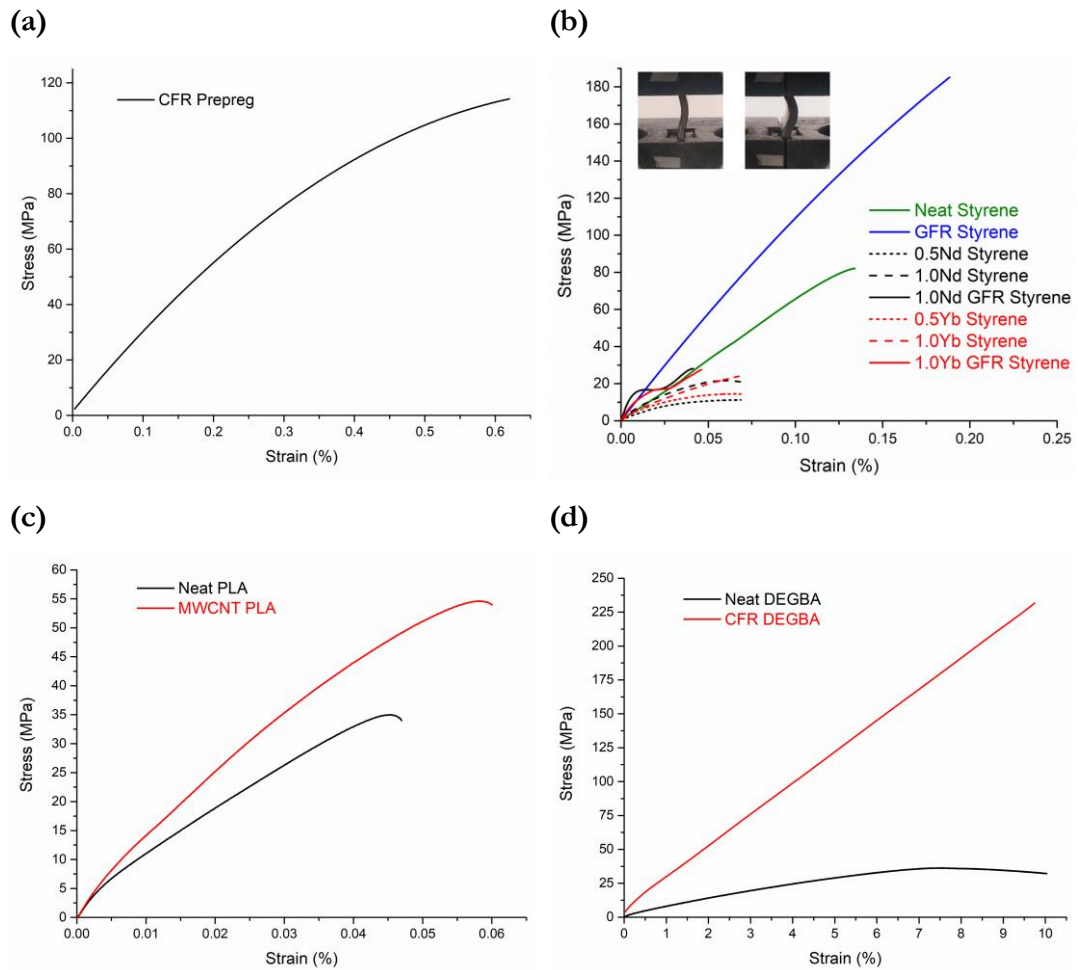 (a)
(b)
120
100
80
60
40
20
0
Stress (MPa)
CFR Prepreg
0.0 0.1 0.2 0.3 0.4 0.5 0.6
Strain (%)
180
160
140
120
100
80
60
40
20
0
Stress (MPa)
Neat Styrene
GFR Styrene
0.5Nd Styrene
1.0Nd Styrene
1.0Nd GFR Styrene
0.5Yb Styrene
1.0Yb Styrene
1.0Yb GFR Styrene
0.00 0.05 0.10 0.15 0.20 0.25
Strain (%)
(c)
(d)
60
55
50
45
40
35
30
25
20
15
10
5
0
Stress (MPa)
Neat PLA
MWCNT PLA
0.00 0.01 0.02 0.03 0.04 0.05 0.06
Strain (%)
250
225
200
175
150
125
100
75
50
25
0
Stress (MPa)
Neat DEGBA
CFR DEGBA
0 1 2 3 4 5 6 7 8 9 10
Strain (%)